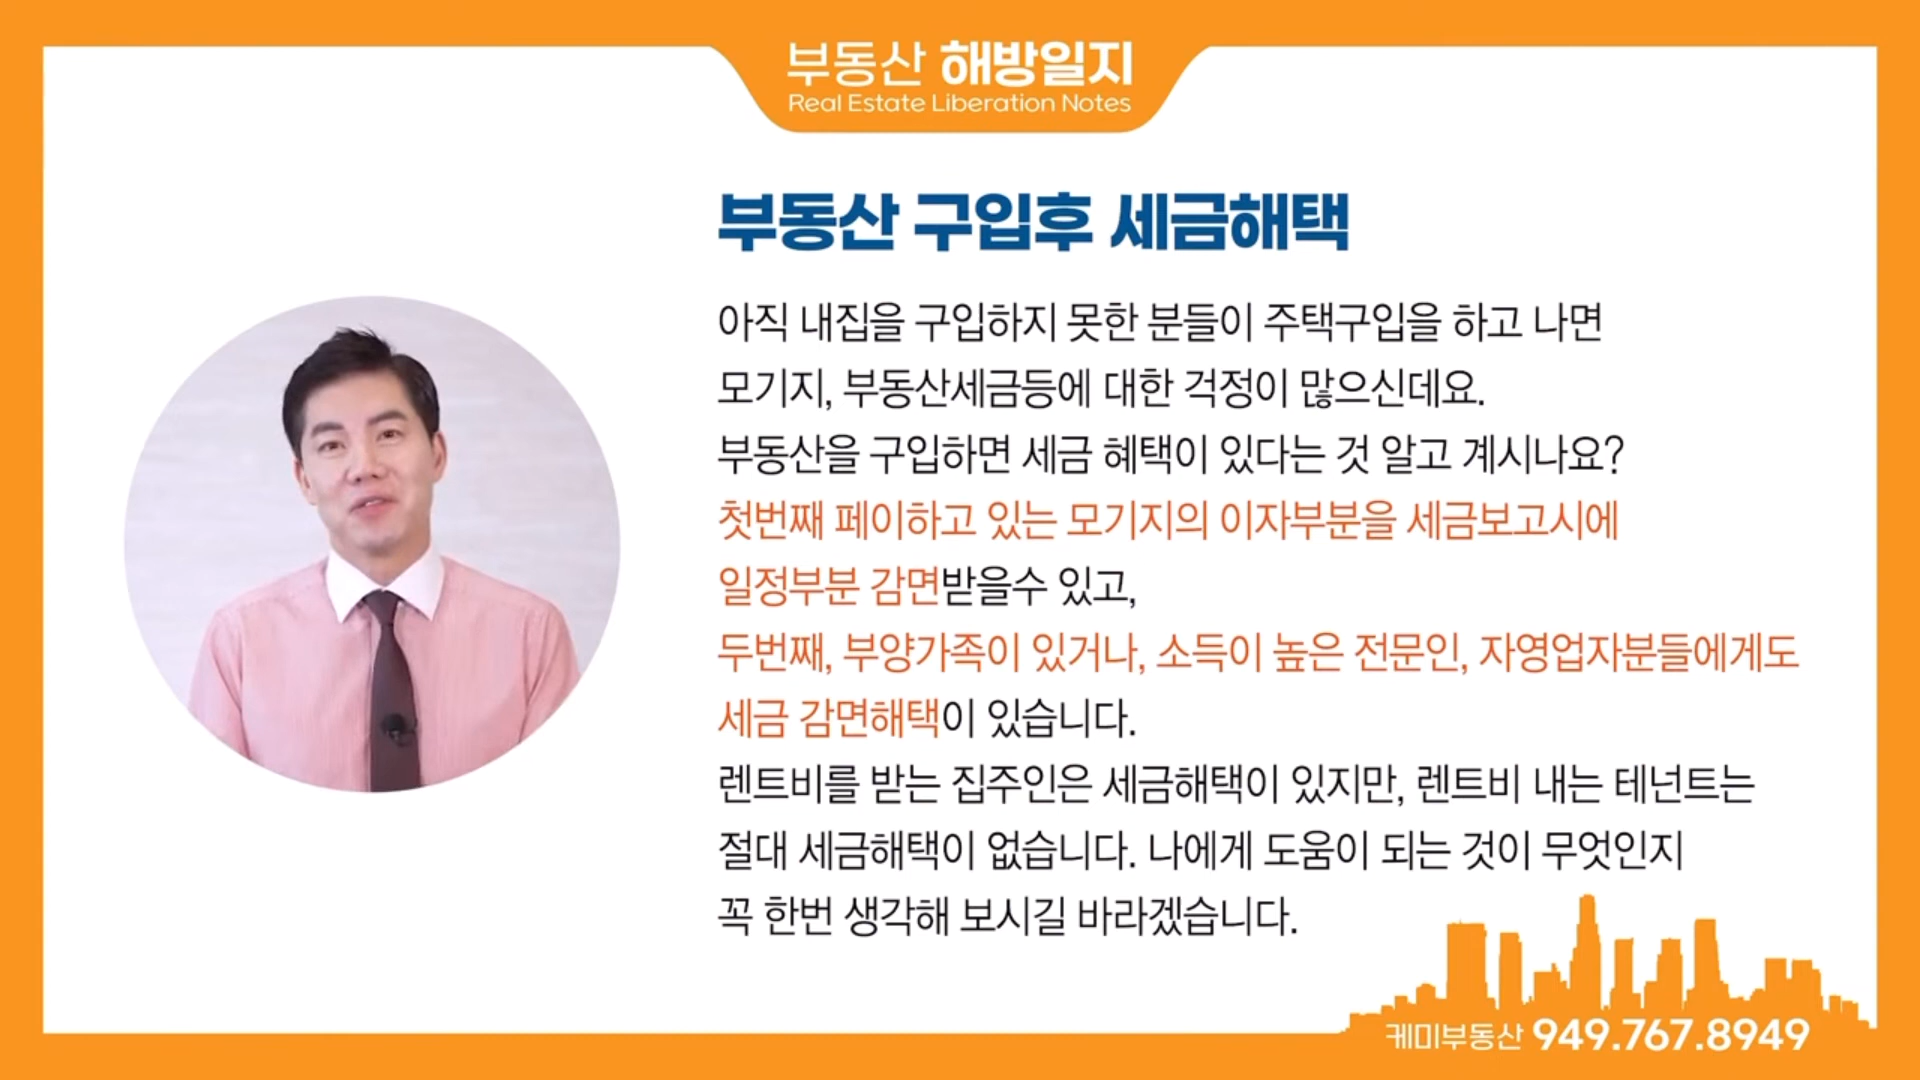 부동산 해방일지
Real Estate Liberation Notes
부동산 구입후 세금해택
아직 내집을 구입하지 못한 분들이 주택구입을 하고 나면
모기지, 부동산세금등에 대한 걱정이 많으신데요.
부동산을 구입하면 세금 혜택이 있다는 것 알고 계시나요?
첫번째 페이하고 있는 모기지의 이자부분을 세금보고시에
일정부분 감면받을수 있고,
두번째, 부양가족이 있거나, 소득이 높은 전문인, 자영업자분들에게도
세금 감면해택이 있습니다.
렌트비를 받는 집주인은 세금해택이 있지만, 렌트비 내는 테넌트는
절대 세금해택이 없습니다. 나에게 도움이 되는 것이 무엇인지
꼭 한번 생각해 보시길 바라겠습니다.
케미부동산 949.767.8949